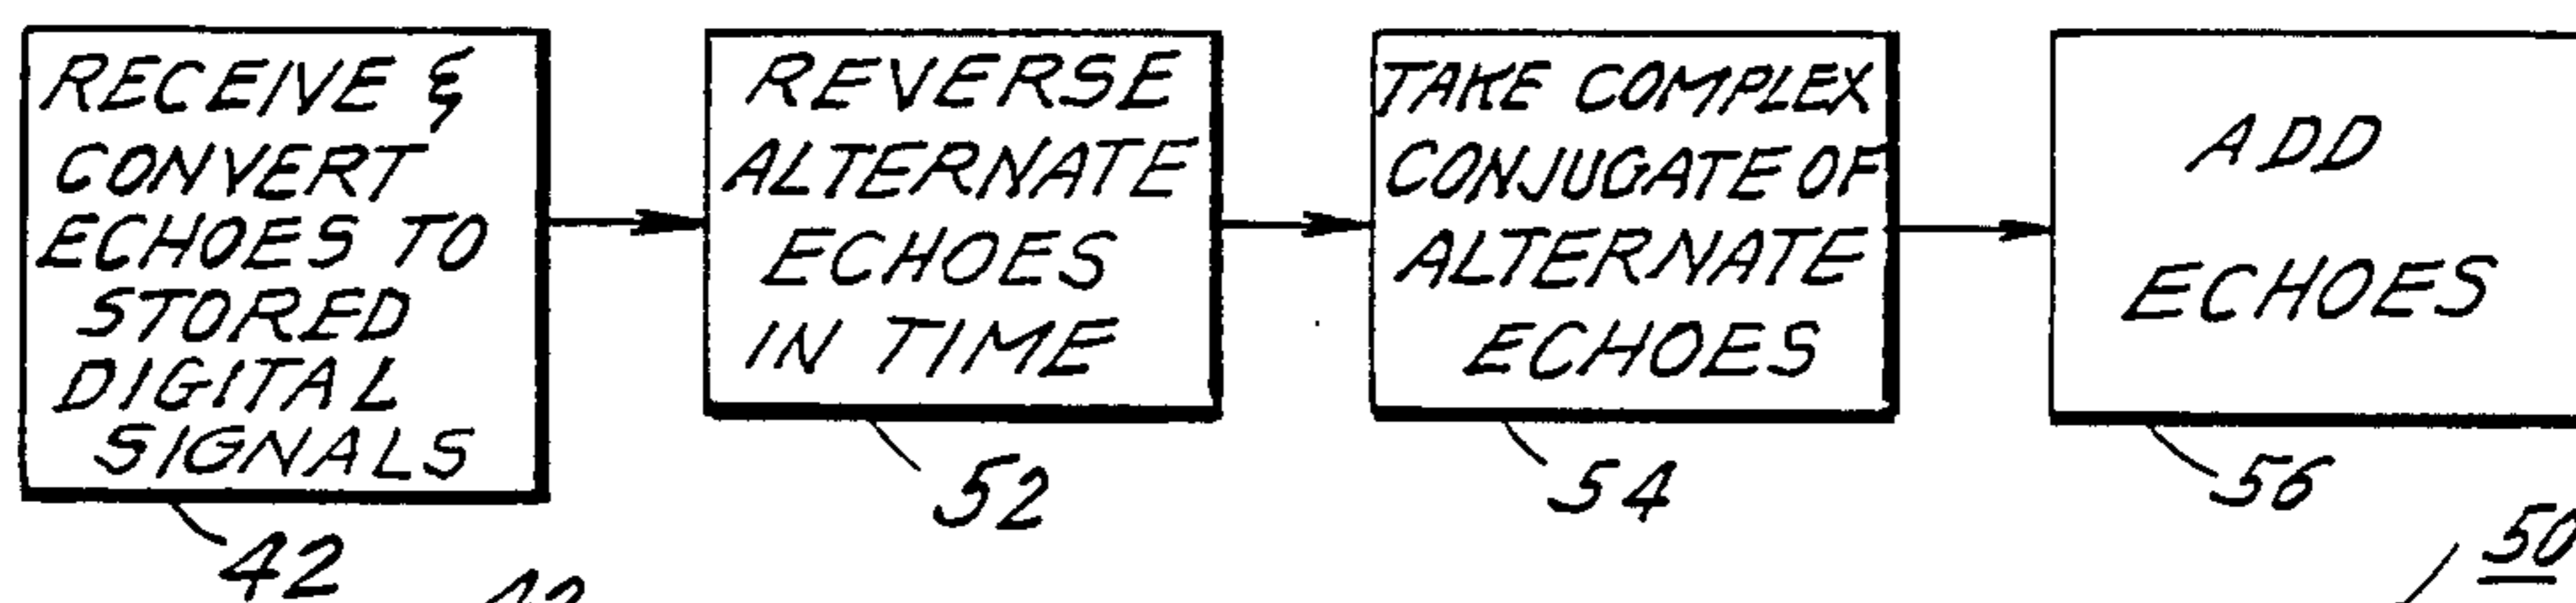 RECEIVE &
CONVERT
ECHOES TO
STORED
DIGITAL
SIGNALS
42
REVERSE
ALTERNATE
ECHOES
IN TIME
52
TAKE COMPLEX
CONJUGATE OF
ALTERNATE
ECHOES
54
ADD
ECHOES
56
50